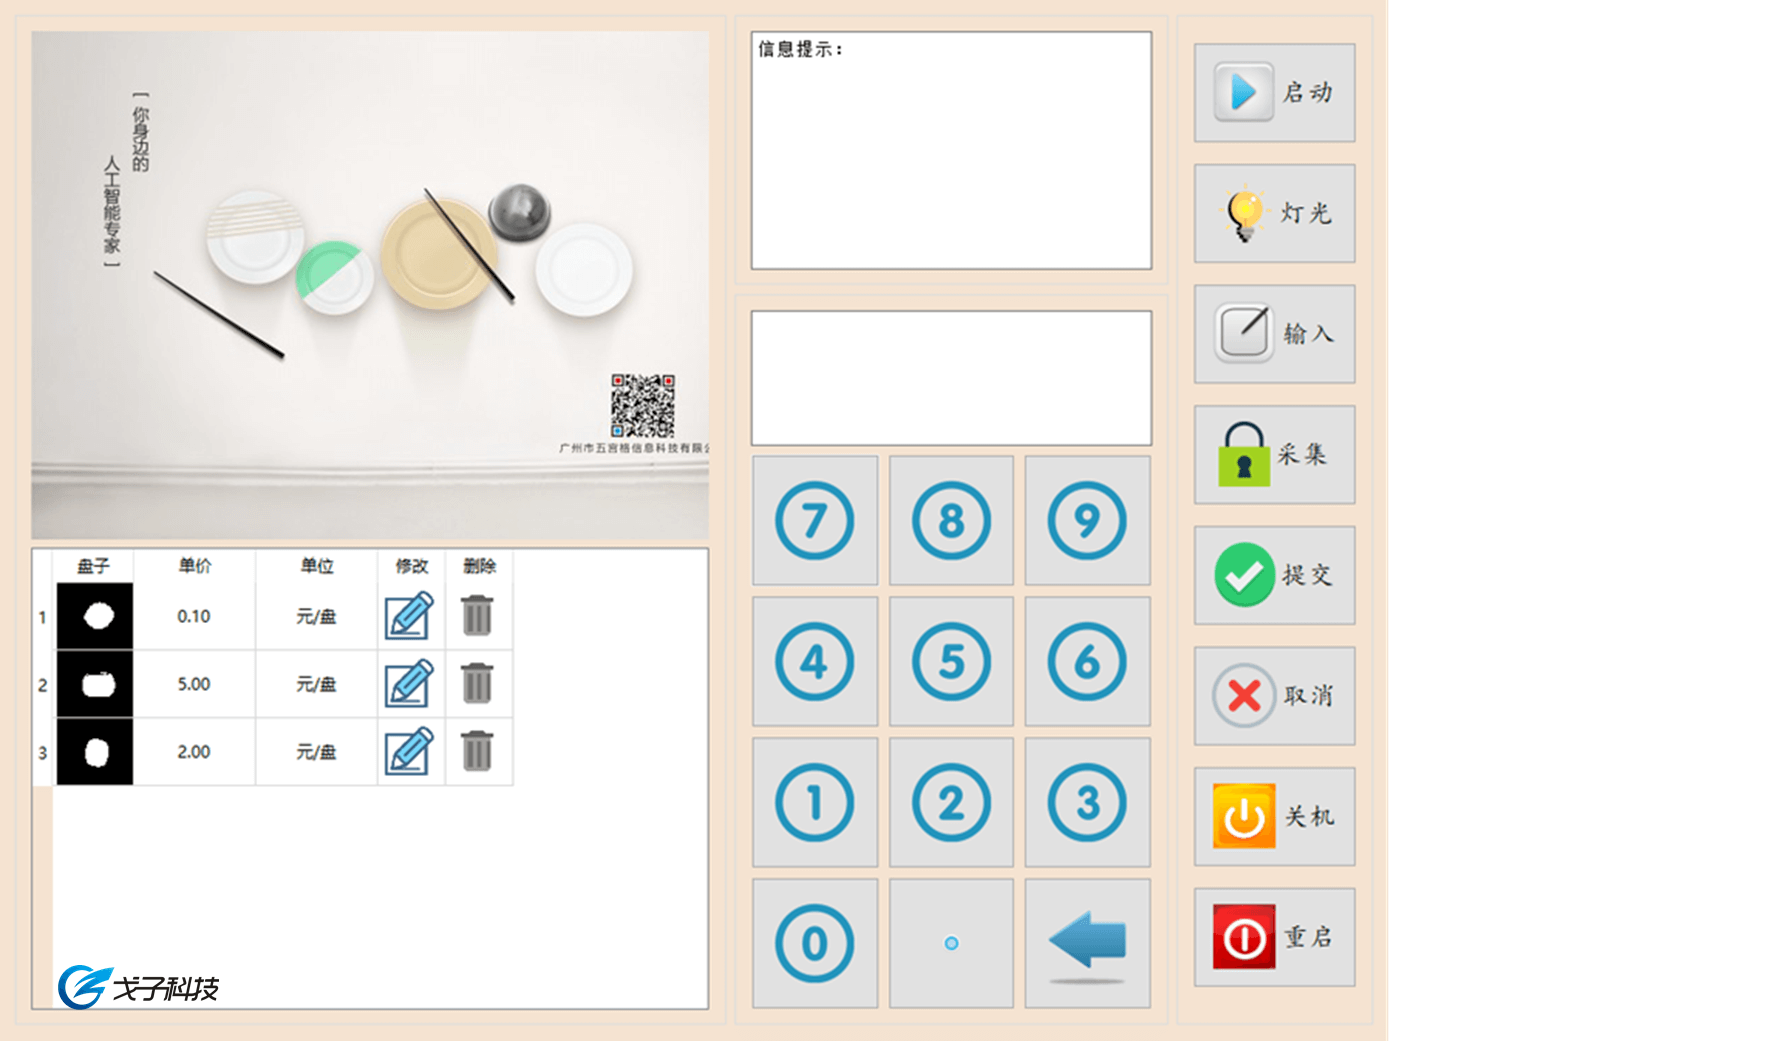 [ 你身边的
人工智能专家 ]
广州市五宫格信息科技有限
盘子 单价 单位 修改 删除
1 0.10 元/盘
2 5.00 元/盘
3 2.00 元/盘
戈子科技
信息提示：
7 8 9
4 5 6
1 2 3
0 .
启动
灯光
输入
采集
提交
取消
关机
重启